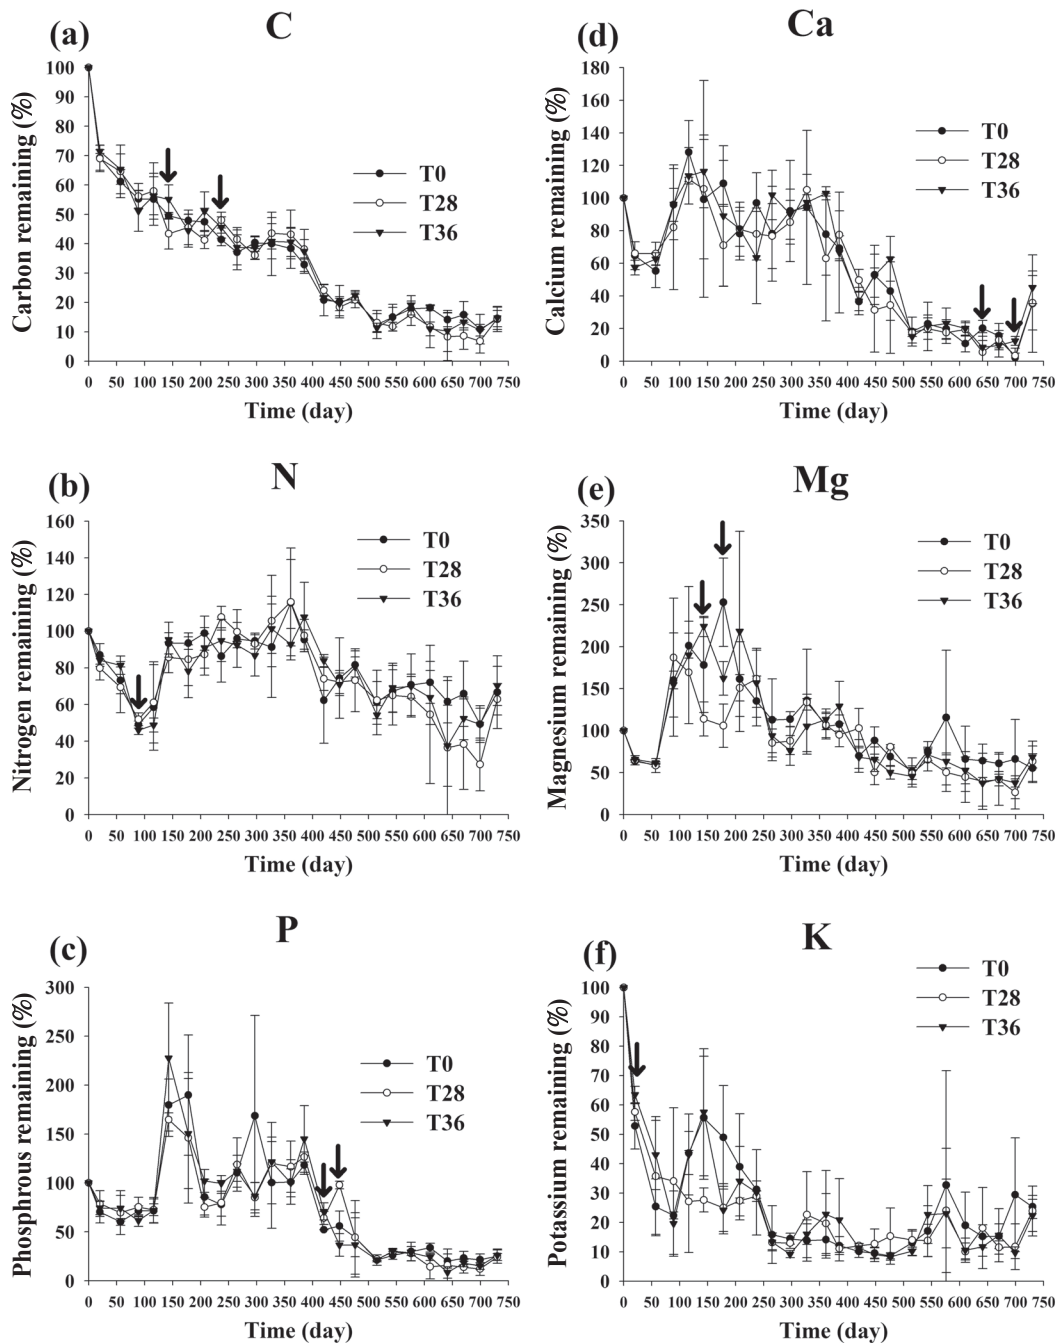 (a)
C
Carbon remaining (%)
100
90
80
70
60
50
40
30
20
10
0
T0
T28
T36
0 50 100 150 200 250 300 350 400 450 500 550 600 650 700 750
Time (day)
(d)
Ca
Calcium remaining (%)
180
160
140
120
100
80
60
40
20
0
T0
T28
T36
0 50 100 150 200 250 300 350 400 450 500 550 600 650 700 750
Time (day)
(b)
N
Nitrogen remaining (%)
160
140
120
100
80
60
40
20
0
T0
T28
T36
0 50 100 150 200 250 300 350 400 450 500 550 600 650 700 750
Time (day)
(e)
Mg
Magnesium remaining (%)
350
300
250
200
150
100
50
0
T0
T28
T36
0 50 100 150 200 250 300 350 400 450 500 550 600 650 700 750
Time (day)
(c)
P
Phosphrous remaining (%)
300
250
200
150
100
50
0
T0
T28
T36
0 50 100 150 200 250 300 350 400 450 500 550 600 650 700 750
Time (day)
(f)
K
Potassium remaining (%)
100
90
80
70
60
50
40
30
20
10
0
T0
T28
T36
0 50 100 150 200 250 300 350 400 450 500 550 600 650 700 750
Time (day)